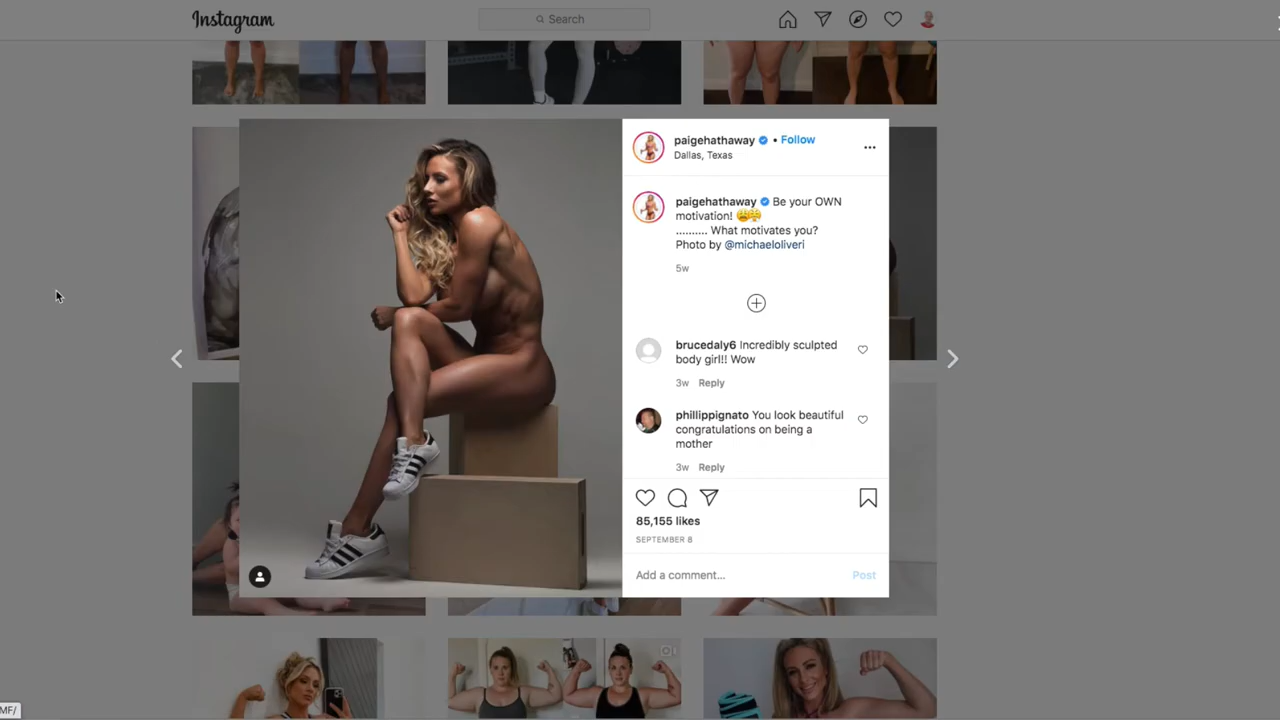 Instagram
Search
paigehathaway • Follow
Dallas, Texas
paigehathaway Be your OWN
motivation! 😩😤
.......... What motivates you?
Photo by @michaeloliveri
5w
brucedaly6 Incredibly sculpted
body girl!! Wow
3w Reply
phillippignato You look beautiful
congratulations on being a
mother
3w Reply
85,155 likes
SEPTEMBER 8
Add a comment... Post
MF/